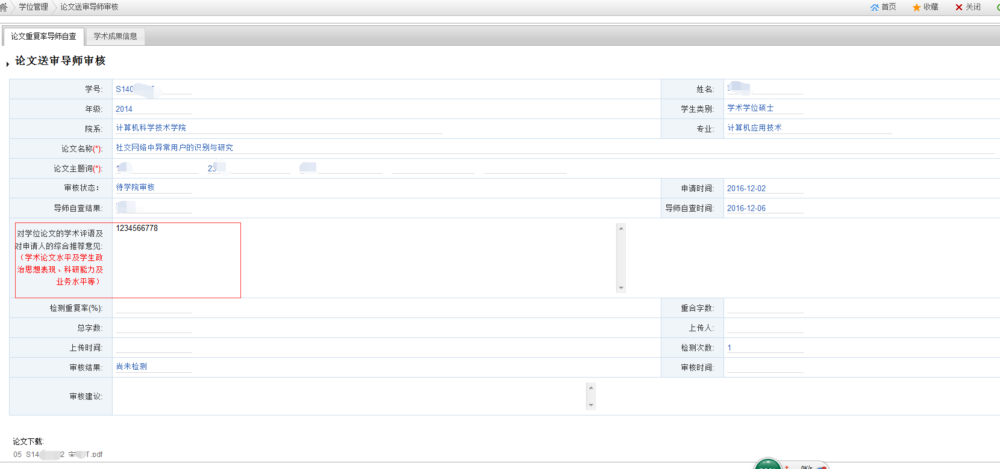 学位管理 论文送审导师审核 首页 收藏 关闭
论文重复率导师自查 学术成果信息
论文送审导师审核
学号: S140 姓名:
年级: 2014 学生类别: 学术学位硕士
院系: 计算机科学技术学院 专业: 计算机应用技术
论文名称(*): 社交网络中异常用户的识别与研究
论文主题词(*): 23
审核状态: 待学院审核 申请时间: 2016-12-02
导师自查结果: 导师自查时间: 2016-12-06
对学位论文的学术评语及 1234566778
对申请人的综合推荐意见:
（学术论文水平及学生政
治思想表现、科研能力及
业务水平等）
检测重复率(%): 重合字数:
总字数: 上传人:
上传时间: 检测次数: 1
审核结果: 尚未检测 审核时间:
审核建议:
论文下载:
05 S14 2 宋 T.pdf
0K/s